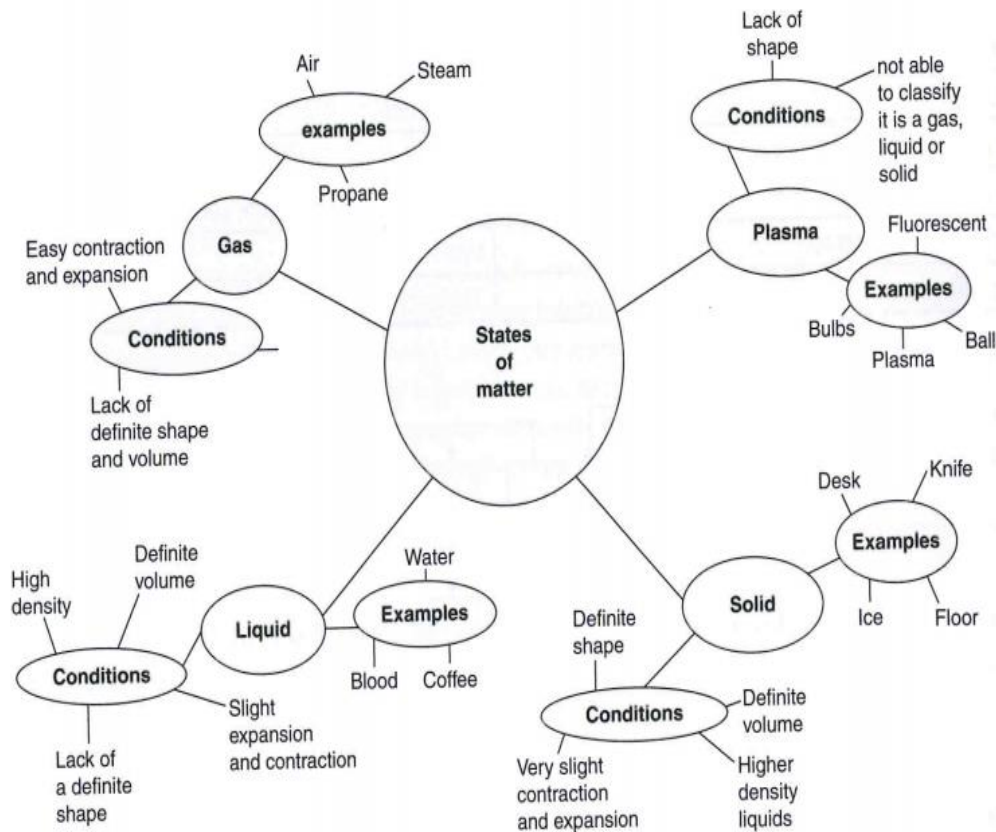 States
of
matter
Gas
examples
Air
Steam
Propane
Conditions
Easy contraction
and expansion
Lack of
definite shape
and volume
Plasma
Conditions
Lack of
shape
not able
to classify
it is a gas,
liquid or
solid
Examples
Fluorescent
Bulbs
Plasma
Ball
Liquid
Conditions
High
density
Definite
volume
Lack of
a definite
shape
Slight
expansion
and contraction
Examples
Water
Blood
Coffee
Solid
Examples
Desk
Knife
Ice
Floor
Conditions
Definite
shape
Definite
volume
Very slight
contraction
and expansion
Higher
density
liquids